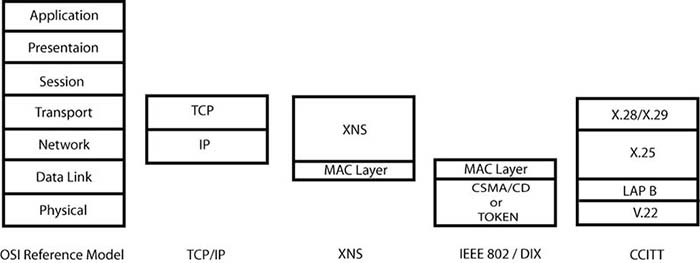 Application
Presentaion
Session
Transport
Network
Data Link
Physical
OSI Reference Model
TCP
IP
TCP/IP
XNS
MAC Layer
XNS
MAC Layer
CSMA/CD
or
TOKEN
IEEE 802 / DIX
X.28/X.29
X.25
LAP B
V.22
CCITT